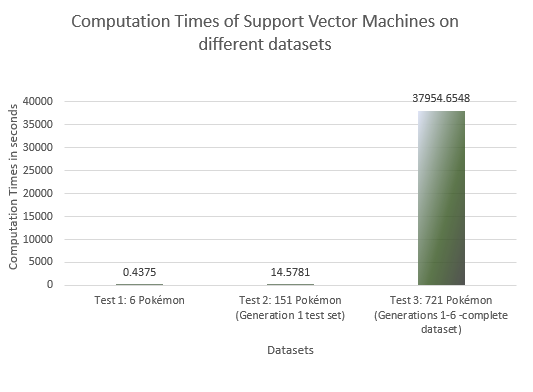 Computation Times of Support Vector Machines on
different datasets
Computation Times in seconds
40000
35000
30000
25000
20000
15000
10000
5000
0
0.4375
14.5781
37954.6548
Test 1: 6 Pokémon
Test 2: 151 Pokémon
(Generation 1 test set)
Test 3: 721 Pokémon
(Generations 1-6 -complete
dataset)
Datasets